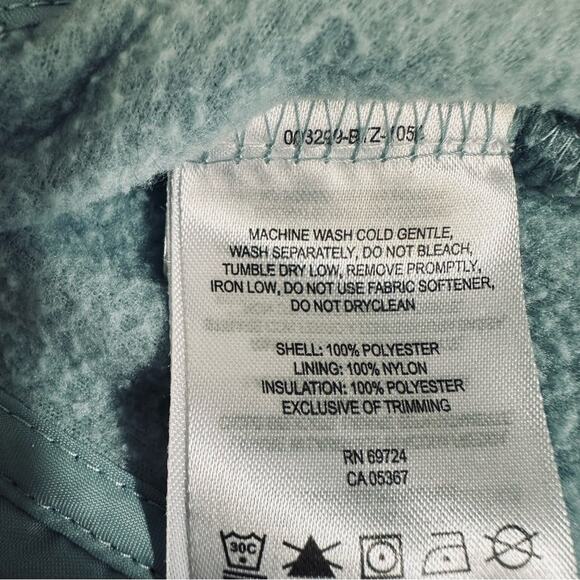 MACHINE WASH COLD GENTLE,
WASH SEPARATELY, DO NOT BLEACH,
TUMBLE DRY LOW, REMOVE PROMPTLY,
IRON LOW, DO NOT USE FABRIC SOFTENER,
DO NOT DRYCLEAN
SHELL: 100% POLYESTER
LINING: 100% NYLON
INSULATION: 100% POLYESTER
EXCLUSIVE OF TRIMMING
RN 69724
CA 05367
30C